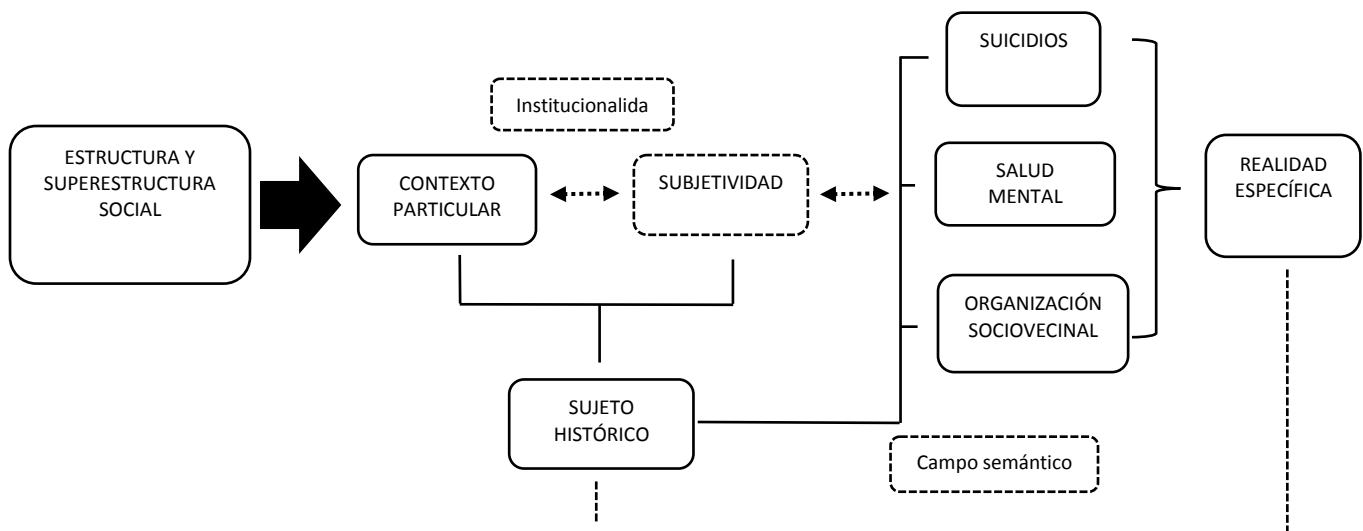 ESTRUCTURA Y
SUPERESTRUCTURA
SOCIAL
Institucionalida
CONTEXTO
PARTICULAR
SUBJETIVIDAD
SUJETO
HISTÓRICO
SUICIDIOS
SALUD
MENTAL
ORGANIZACIÓN
SOCIOVECINAL
Campo semántico
REALIDAD
ESPECÍFICA